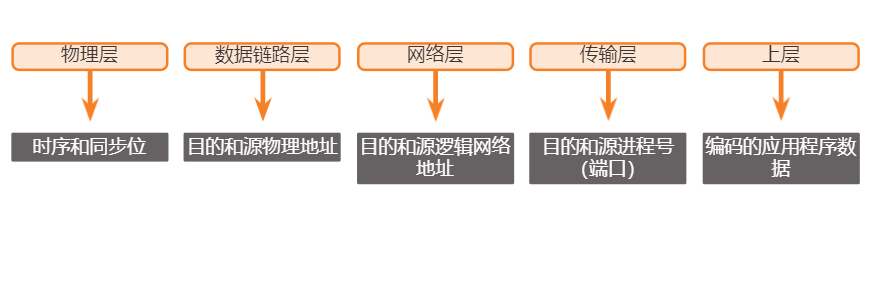 物理层
数据链路层
网络层
传输层
上层
时序和同步位
目的和源物理地址
目的和源逻辑网络
地址
目的和源进程号
（端口）
编码的应用程序数
据